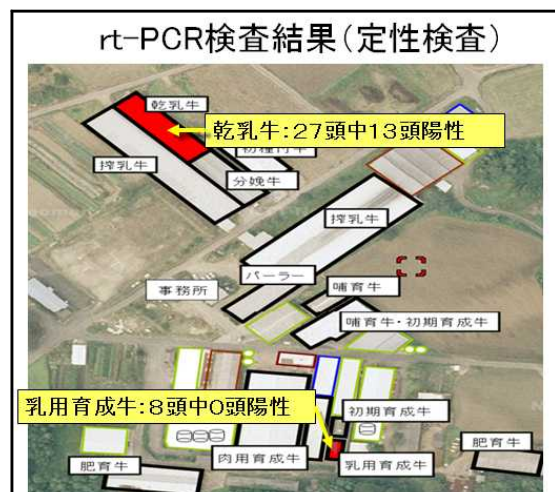 rt-PCR検査結果（定性検査）
乾乳牛
乾乳牛：27頭中13頭陽性
搾乳牛
分娩牛
搾乳牛
パーラー
事務所
哺育牛
哺育牛・初期育成牛
乳用育成牛：8頭中0頭陽性
初期育成牛
肥育牛
肉用育成牛
乳用育成牛
肥育牛